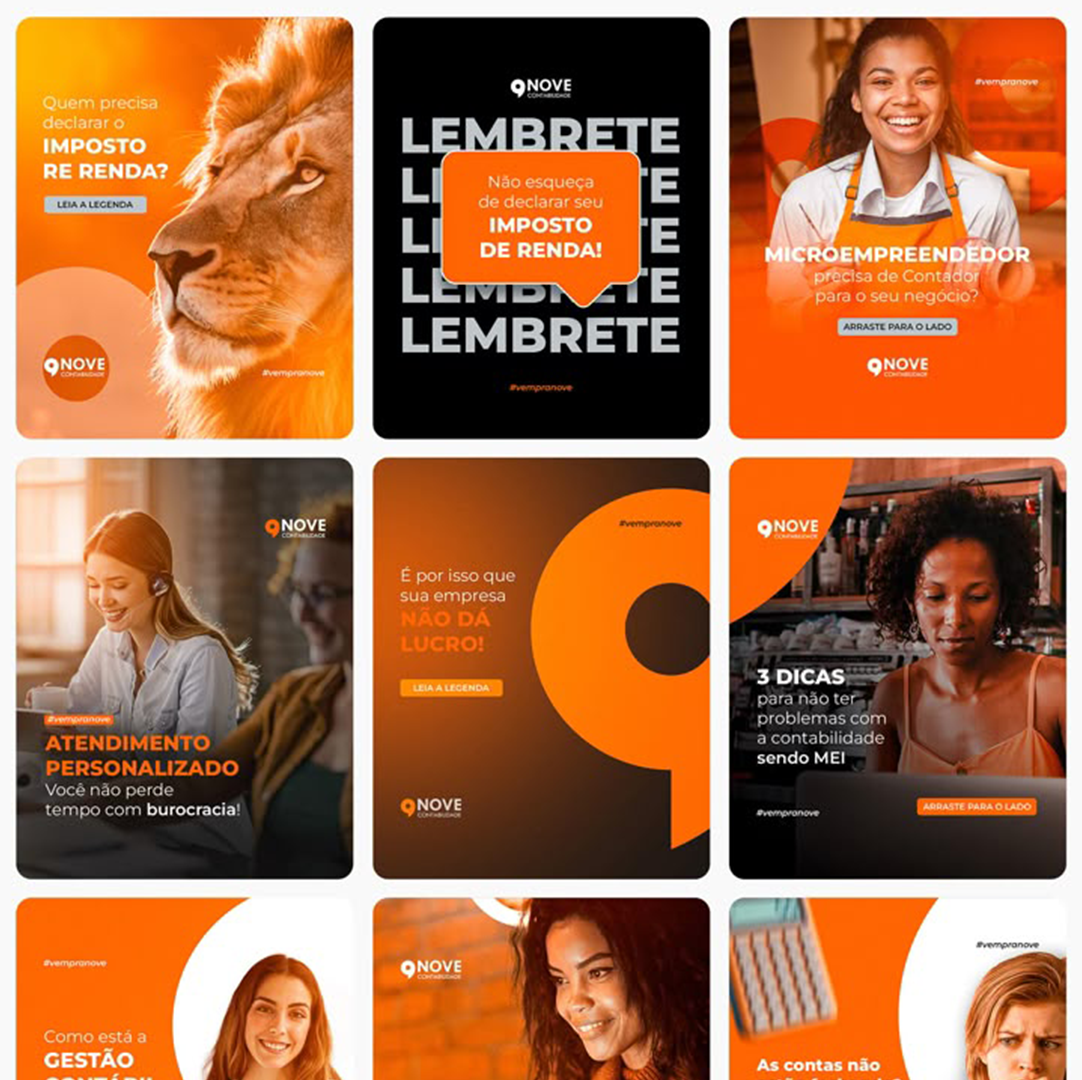 Quem precisa
declarar o
IMPOSTO
RE RENDA?
LEIA A LEGENDA
9NOVE
CONTABILIDADE
#vempranove
9NOVE
CONTABILIDADE
LEMBRETE
LEMBRETE
LEMBRETE
LEMBRETE
LEMBRETE
Não esqueça
de declarar seu
IMPOSTO
DE RENDA!
#vempranove
#vempranove
MICROEMPREENDEDOR
precisa de Contador
para o seu negócio?
ARRASTE PARA O LADO
9NOVE
CONTABILIDADE
9NOVE
CONTABILIDADE
#vempranove
ATENDIMENTO
PERSONALIZADO
Você não perde
tempo com burocracia!
#vempranove
É por isso que
sua empresa
NÃO DÁ
LUCRO!
LEIA A LEGENDA
9NOVE
CONTABILIDADE
9NOVE
CONTABILIDADE
3 DICAS
para não ter
problemas com
a contabilidade
sendo MEI
#vempranove
ARRASTE PARA O LADO
#vempranove
Como está a
GESTÃO
9NOVE
CONTABILIDADE
#vempranove
As contas não